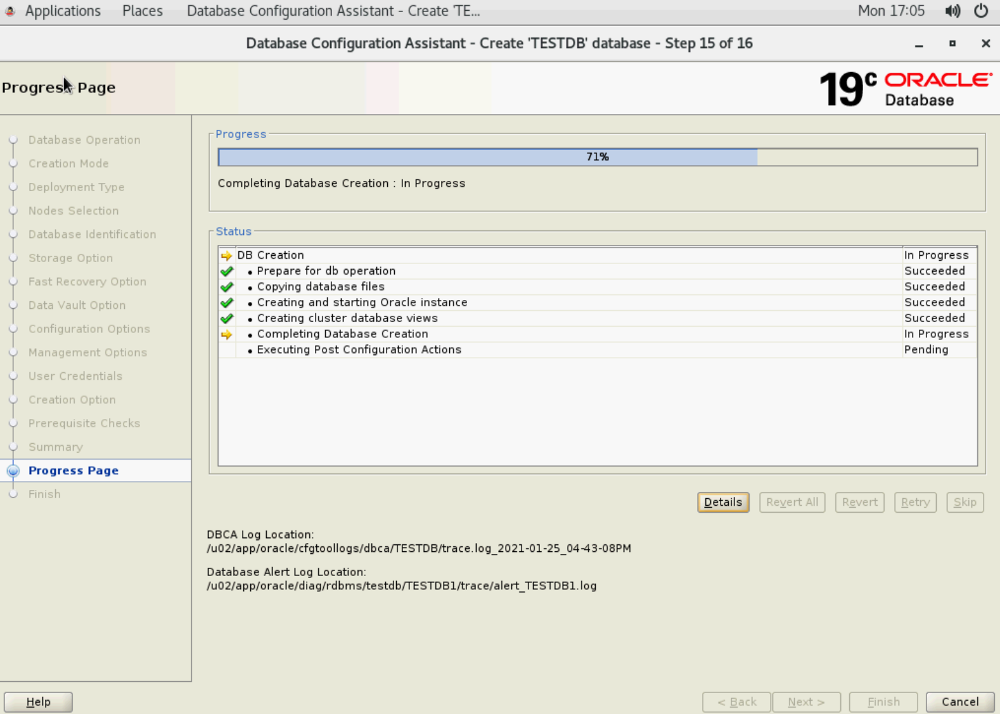 Applications Places Database Configuration Assistant - Create 'TE... Mon 17:05
Database Configuration Assistant - Create 'TESTDB' database - Step 15 of 16
Progress Page
19c ORACLE
Database
Database Operation
Creation Mode
Deployment Type
Nodes Selection
Database Identification
Storage Option
Fast Recovery Option
Data Vault Option
Configuration Options
Management Options
User Credentials
Creation Option
Prerequisite Checks
Summary
Progress Page
Finish
Progress
71%
Completing Database Creation : In Progress
Status
DB Creation In Progress
• Prepare for db operation Succeeded
• Copying database files Succeeded
• Creating and starting Oracle instance Succeeded
• Creating cluster database views Succeeded
• Completing Database Creation In Progress
• Executing Post Configuration Actions Pending
Details Revert All Revert Retry Skip
DBCA Log Location:
/u02/app/oracle/cfgtoollogs/dbca/TESTDB/trace.log_2021-01-25_04-43-08PM
Database Alert Log Location:
/u02/app/oracle/diag/rdbms/testdb/TESTDB1/trace/alert_TESTDB1.log
Help < Back Next > Finish Cancel